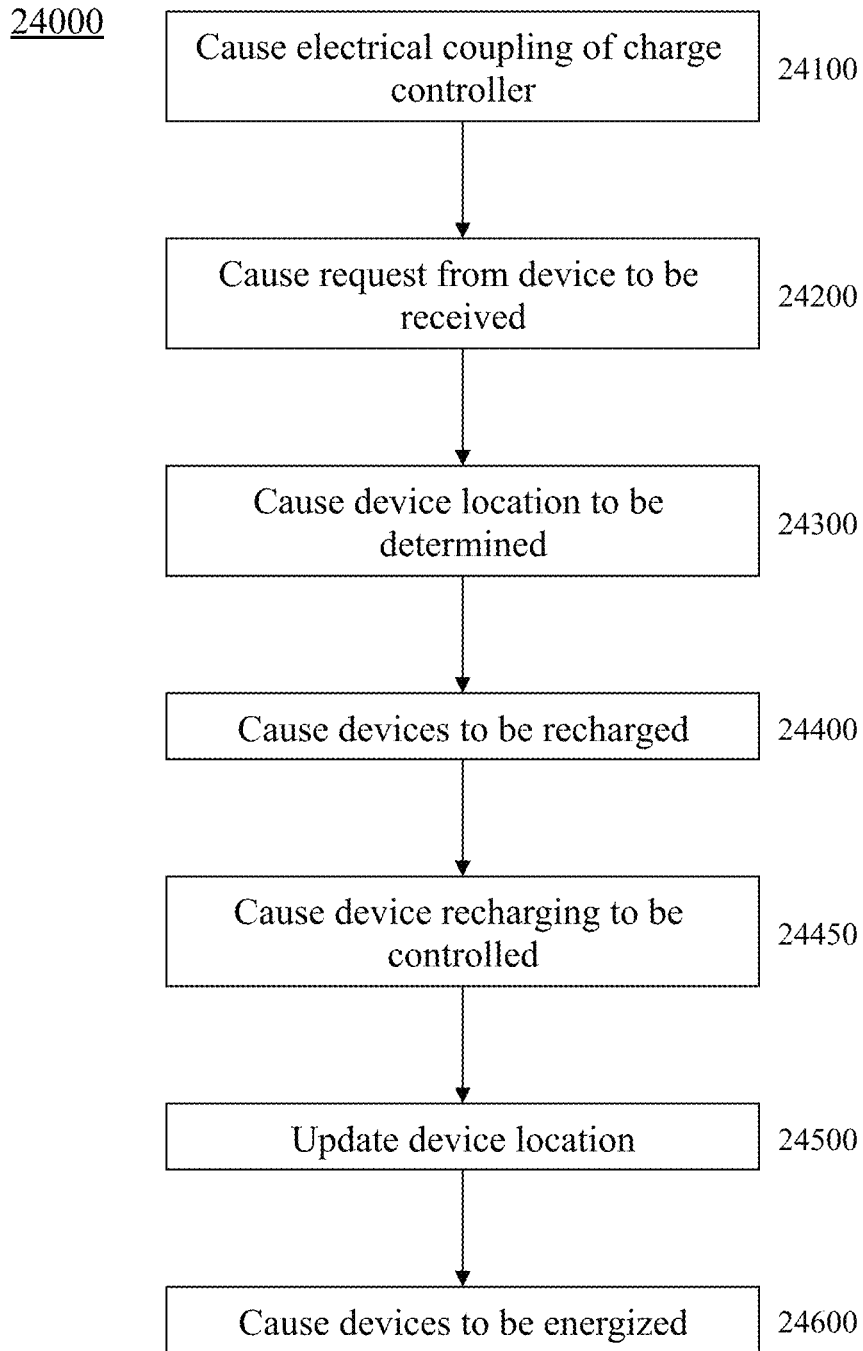 24000
Cause electrical coupling of charge
controller
24100
Cause request from device to be
received
24200
Cause device location to be
determined
24300
Cause devices to be recharged
24400
Cause device recharging to be
controlled
24450
Update device location
24500
Cause devices to be energized
24600